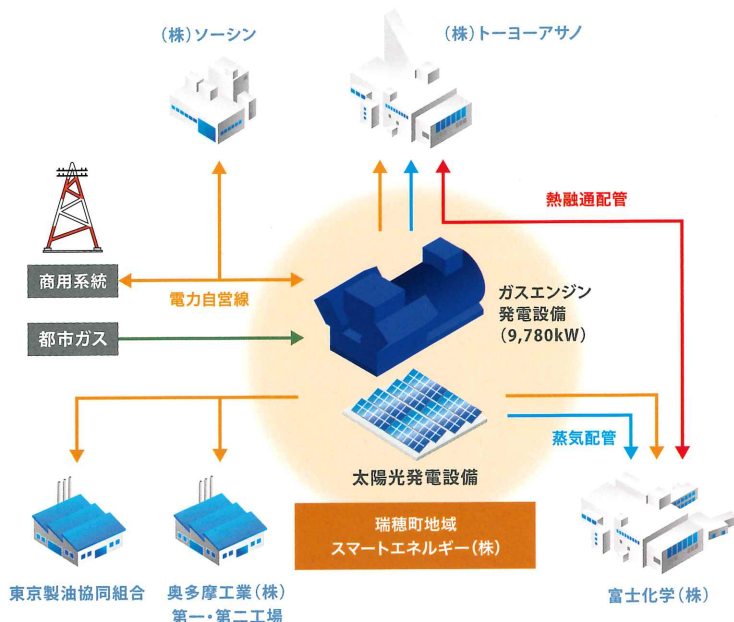 (株)ソーシン
(株)トーヨーアサノ
熱融通配管
商用系統
電力自営線
都市ガス
ガスエンジン
発電設備
(9,780kW)
蒸気配管
太陽光発電設備
瑞穂町地域
スマートエネルギー(株)
東京製油協同組合
奥多摩工業(株)
第一・第二工場
富士化学(株)